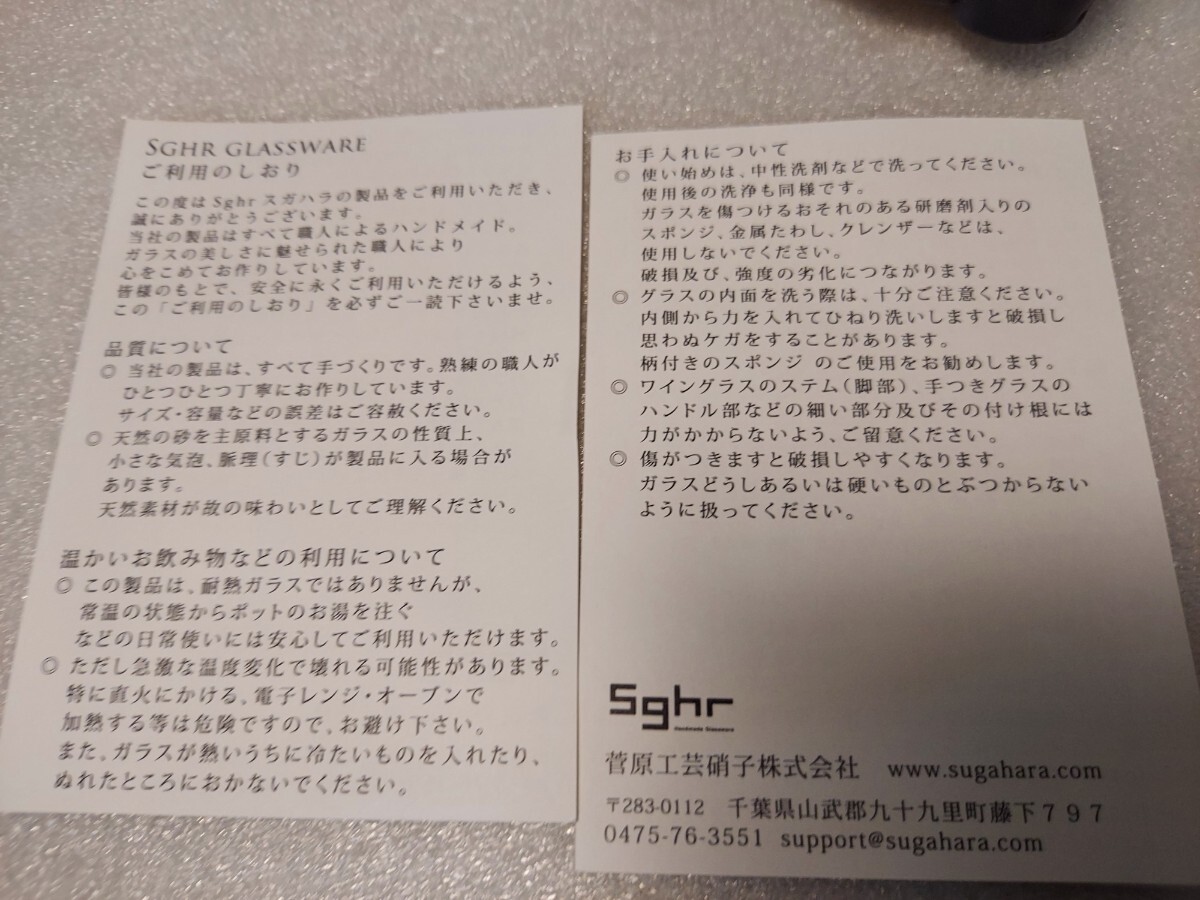 SGHR GLASSWARE
ご利用のしおり
この度は Sghr スガハラの製品をご利用いただき、
誠にありがとうございます。
当社の製品はすべて職人によるハンドメイド。
ガラスの美しさに魅せられた職人により
心をこめてお作りしています。
皆様のもとで、安全に永くご利用いただけるよう、
この「ご利用のしおり」を必ずご一読下さいませ。
品質について
◎ 当社の製品は、すべて手づくりです。熟練の職人が
ひとつひとつ丁寧にお作りしています。
サイズ・容量などの誤差はご容赦ください。
◎ 天然の砂を主原料とするガラスの性質上、
小さな気泡、脈理(すじ)が製品に入る場合が
あります。
天然素材が故の味わいとしてご理解ください。
温かいお飲み物などの利用について
◎ この製品は、耐熱ガラスではありませんが、
常温の状態からポットのお湯を注ぐ
などの日常使いには安心してご利用いただけます。
◎ ただし急激な温度変化で壊れる可能性があります。
特に直火にかける、電子レンジ・オーブンで
加熱する等は危険ですので、お避け下さい。
また、ガラスが熱いうちに冷たいものを入れたり、
ぬれたところにおかないでください。
お手入れについて
◎ 使い始めは、中性洗剤などで洗ってください。
使用後の洗浄も同様です。
ガラスを傷つけるおそれのある研磨剤入りの
スポンジ、金属たわし、クレンザーなどは、
使用しないでください。
破損及び、強度の劣化につながります。
◎ グラスの内面を洗う際は、十分ご注意ください。
内側から力を入れてひねり洗いしますと破損し
思わぬケガをすることがあります。
柄付きのスポンジ のご使用をお勧めします。
◎ ワイングラスのステム(脚部)、手つきグラスの
ハンドル部などの細い部分及びその付け根には
力がかからないよう、ご留意ください。
◎ 傷がつきますと破損しやすくなります。
ガラスどうしあるいは硬いものとぶつからない
ように扱ってください。
Sghr
Handmade Glassware
菅原工芸硝子株式会社 www.sugahara.com
〒283-0112 千葉県山武郡九十九里町藤下797
0475-76-3551 support@sugahara.com